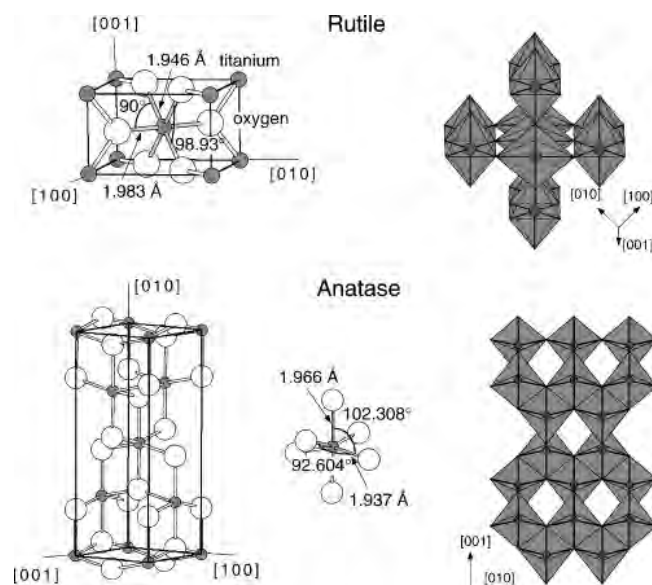 Rutile
[001]
1.946 Å
titanium
90°
oxygen
98.93°
[010]
[100]
1.983 Å
[010]
[100]
[001]
Anatase
[010]
1.966 Å
102.308°
92.604°
1.937 Å
[001]
[100]
[001]
[010]